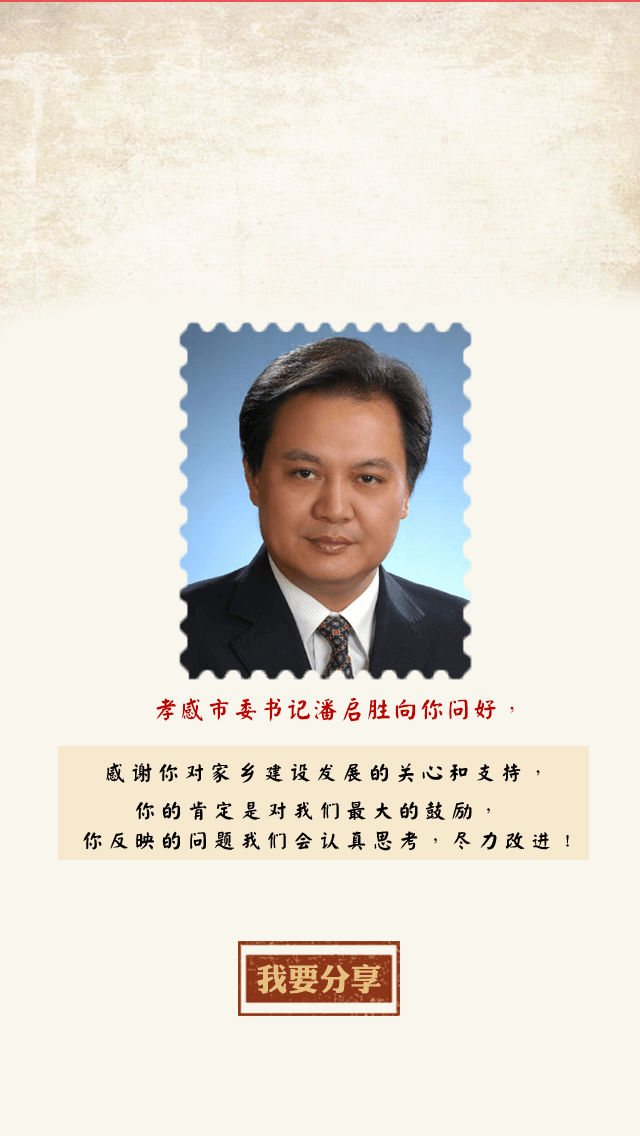 孝感市委书记潘启胜向你问好，
感谢你对家乡建设发展的关心和支持，
你的肯定是对我们最大的鼓励，
你反映的问题我们会认真思考，尽力改进！
我要分享